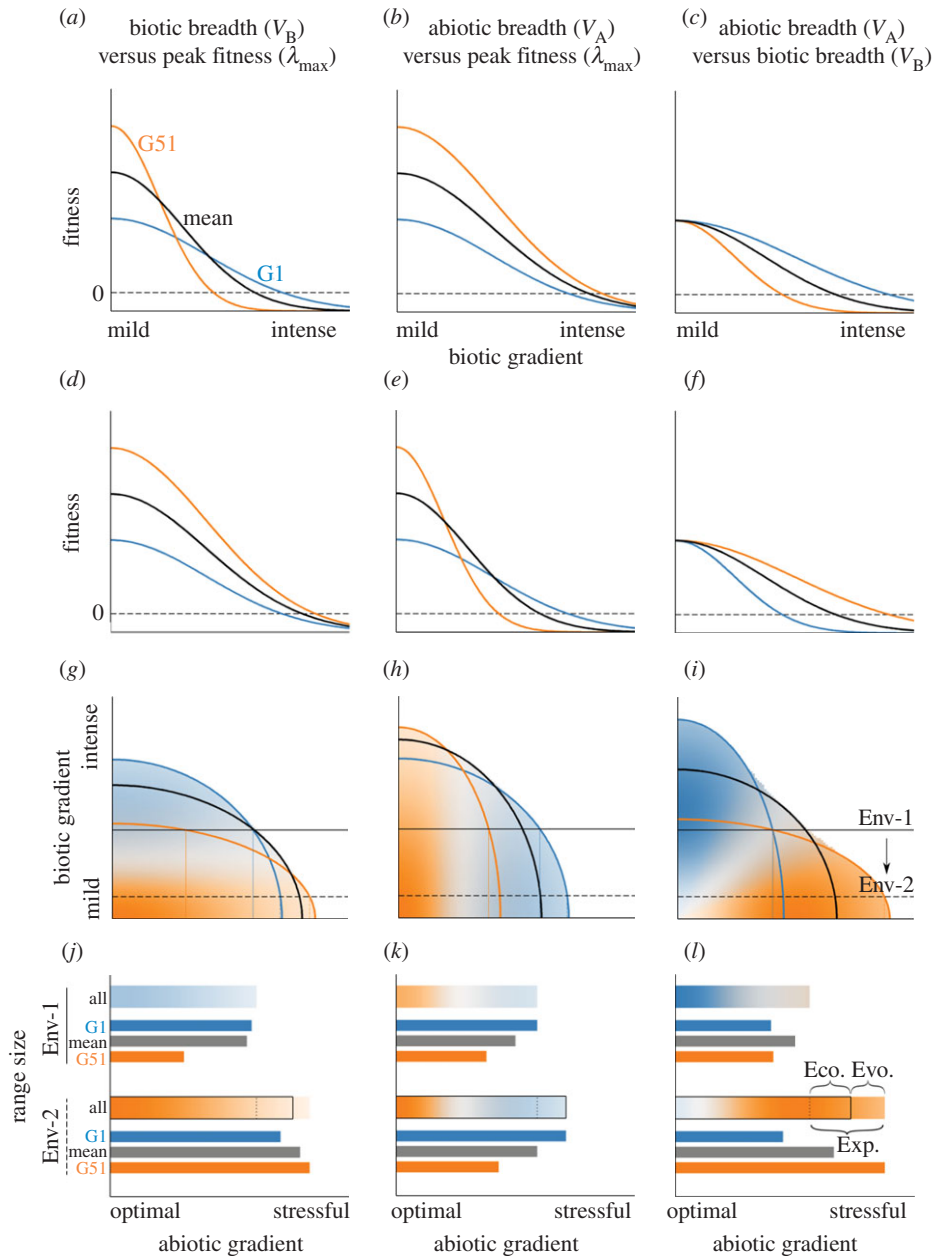 (a) biotic breadth (V_B)
versus peak fitness (λ_max)
(b) abiotic breadth (V_A)
versus peak fitness (λ_max)
(c) abiotic breadth (V_A)
versus biotic breadth (V_B)
G51
mean
G1
fitness
0
mild intense
mild intense
mild intense
biotic gradient
(d) (e) (f)
fitness
0
(g) (h) (i)
biotic gradient
intense
mild
Env-1
Env-2
(j) (k) (l)
range size
Env-1
all
G1
mean
G51
Env-2
all
G1
mean
G51
Eco. Evo.
Exp.
optimal stressful
optimal stressful
optimal stressful
abiotic gradient
abiotic gradient
abiotic gradient